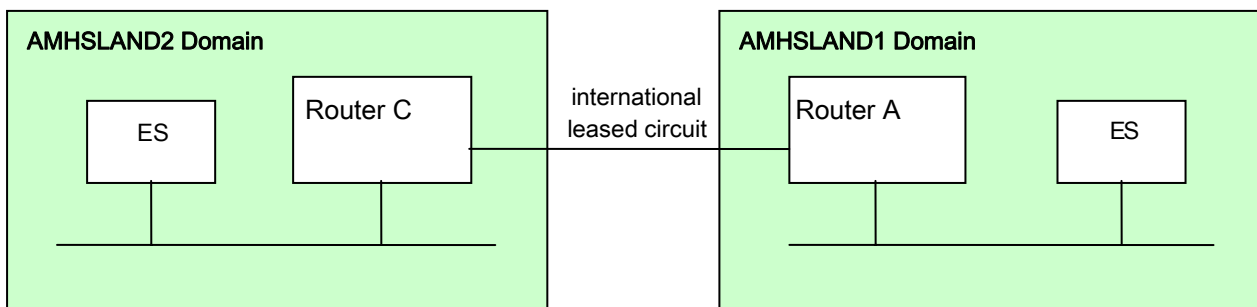 AMHSLAND2 Domain
AMHSLAND1 Domain
ES
Router C
international
leased circuit
Router A
ES